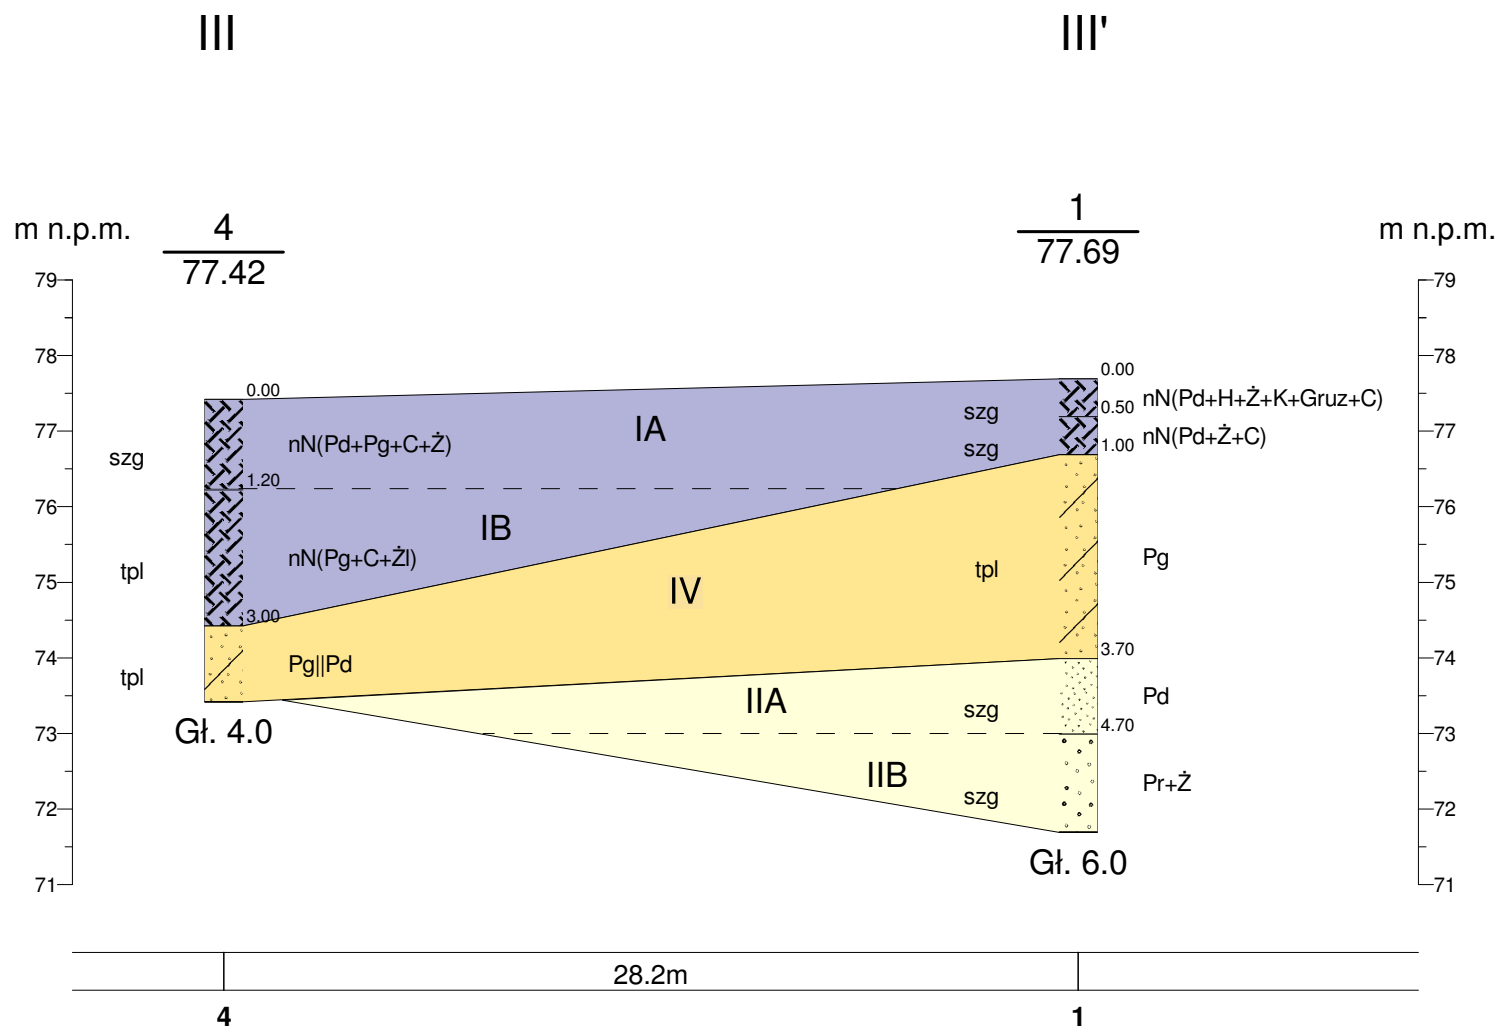 III III'
m n.p.m. 4 1 m n.p.m.
77.42 77.69
79 79
78 78
0.00 0.00
nN(Pd+H+Ż+K+Gruz+C)
IA szg 0.50
77 nN(Pd+Pg+C+Ż) szg 1.00 nN(Pd+Ż+C) 77
szg 1.20
76 76
IB
tpl nN(Pg+C+Żl) tpl Pg
75 IV 75
3.00
74 Pg||Pd 3.70 74
tpl
IIA szg Pd
Gł. 4.0 4.70
73 73
IIB szg Pr+Ż
72 72
Gł. 6.0
71 71
28.2m
4 1